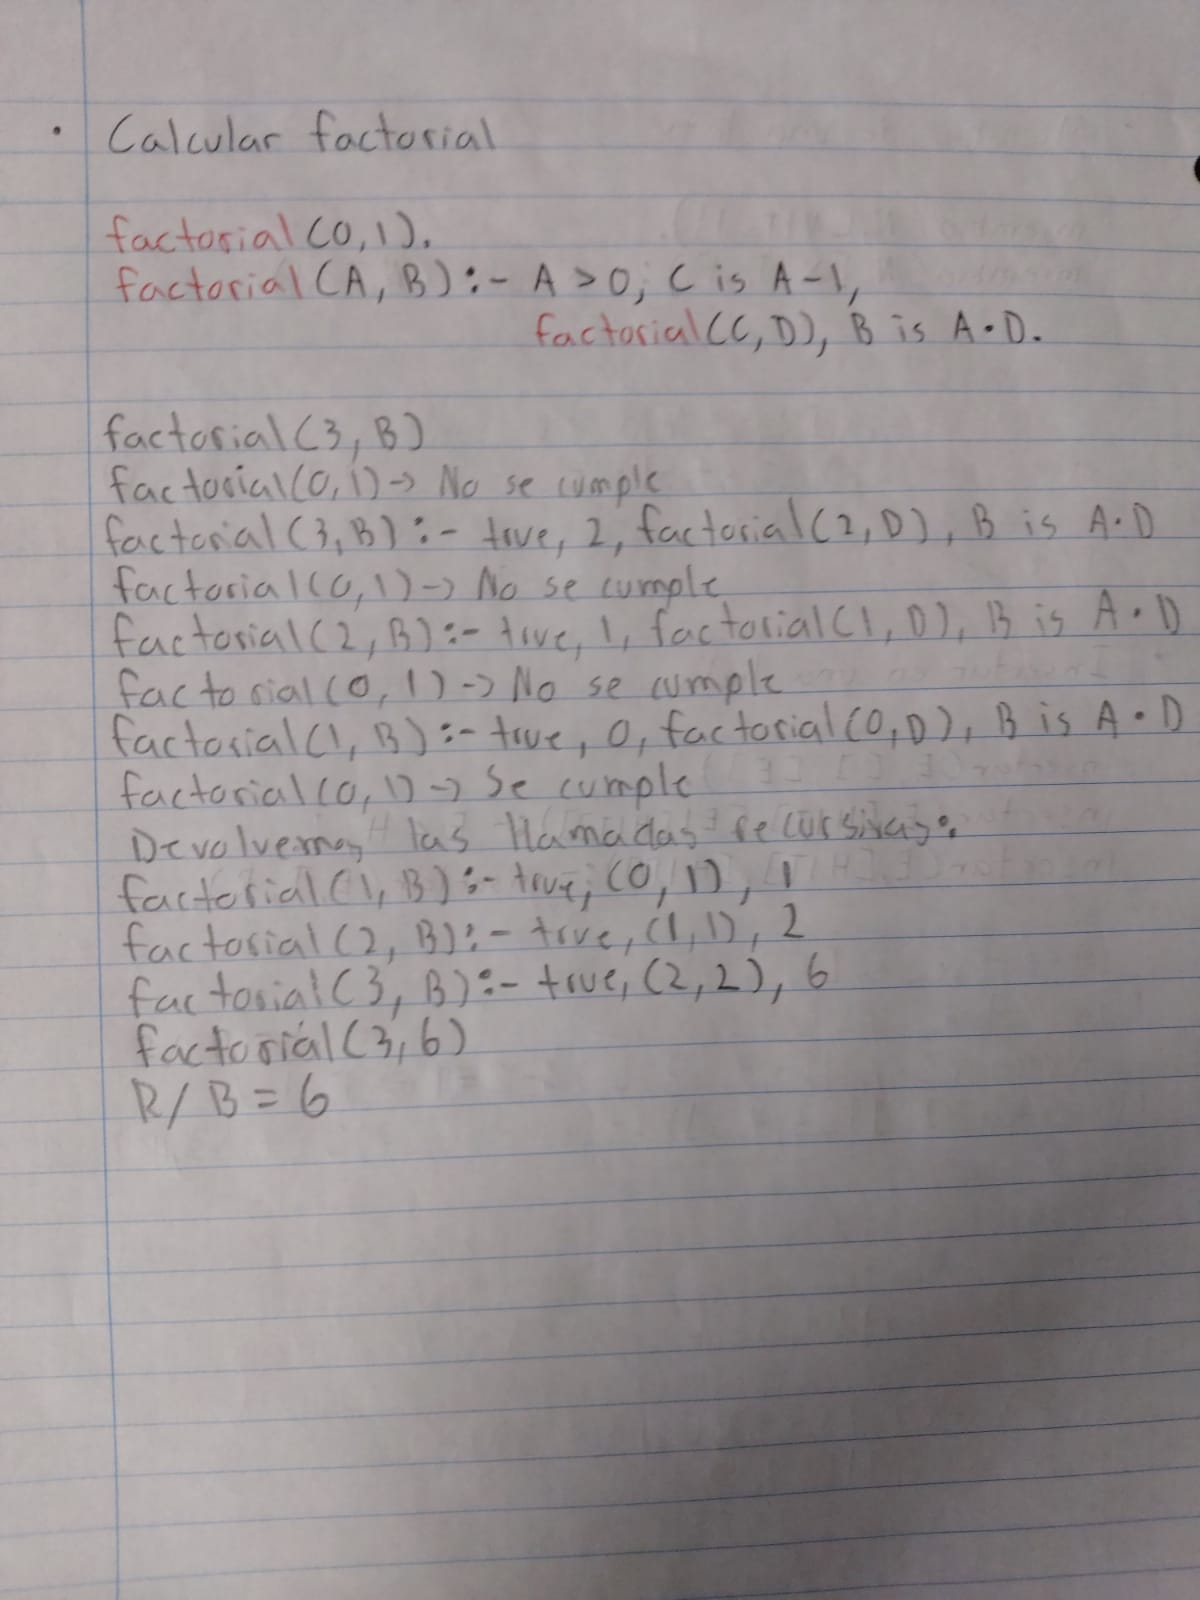 • Calcular factorial
factorial(0,1).
factorial(A,B):- A>0, C is A-1,
factorial(C,D), B is A•D.
factorial(3,B)
factorial(0,1)-> No se cumple
factorial(3,B):- true, 2, factorial(2,D), B is A•D
factorial(0,1)-> No se cumple
factorial(2,B):- true, 1, factorial(1,D), B is A•D
factorial(0,1)-> No se cumple
factorial(1,B):- true, 0, factorial(0,D), B is A•D
factorial(0,1)-> Se cumple
Devolvemos las llamadas recursivas:
factorial(1,B):- true, (0,1), 1
factorial(2,B):- true, (1,1), 2
factorial(3,B):- true, (2,2), 6
factorial(3,6)
R/ B=6